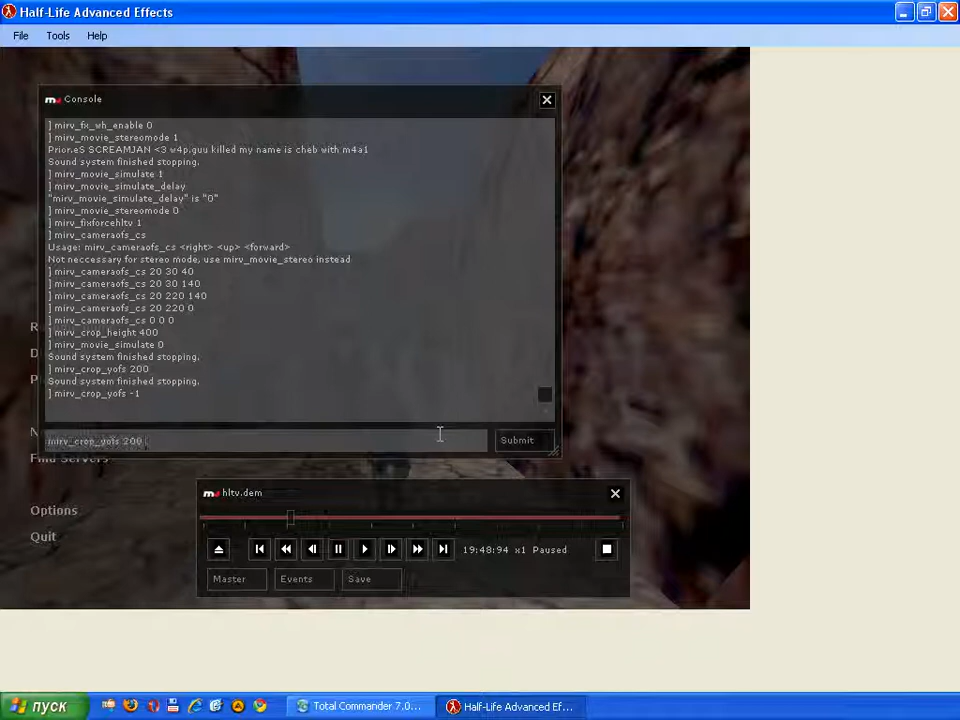 Half-Life Advanced Effects
File Tools Help
Console
] mirv_fx_wh_enable 0
] mirv_movie_stereomode 1
Prior.eS SCREAMJAN <3 w4p.guu killed my name is cheb with m4a1
Sound system finished stopping.
] mirv_movie_simulate 1
] mirv_movie_simulate_delay
"mirv_movie_simulate_delay" is "0"
] mirv_movie_stereomode 0
] mirv_fixforcehltv 1
] mirv_cameraofs_cs
Usage: mirv_cameraofs_cs <right> <up> <forward>
Not neccessary for stereo mode, use mirv_movie_stereo instead
] mirv_cameraofs_cs 20 30 40
] mirv_cameraofs_cs 20 30 140
] mirv_cameraofs_cs 20 220 140
] mirv_cameraofs_cs 20 220 0
] mirv_cameraofs_cs 0 0 0
] mirv_crop_height 400
] mirv_movie_simulate 0
Sound system finished stopping.
] mirv_crop_yofs 200
Sound system finished stopping.
] mirv_crop_yofs -1
mirv_crop_yofs 200
Submit
Find Servers
Options
Quit
hltv.dem
19:48:94 x1 Paused
Master Events Save
пуск
Total Commander 7.0...
Half-Life Advanced Ef...